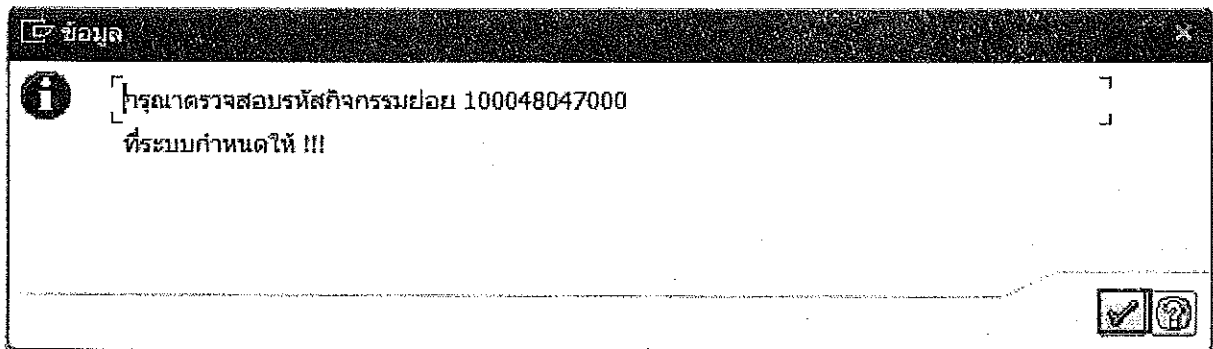 ข้อมูล
กรุณาตรวจสอบรหัสกิจกรรมย่อย 100048047000
ที่ระบบกำหนดให้ !!!